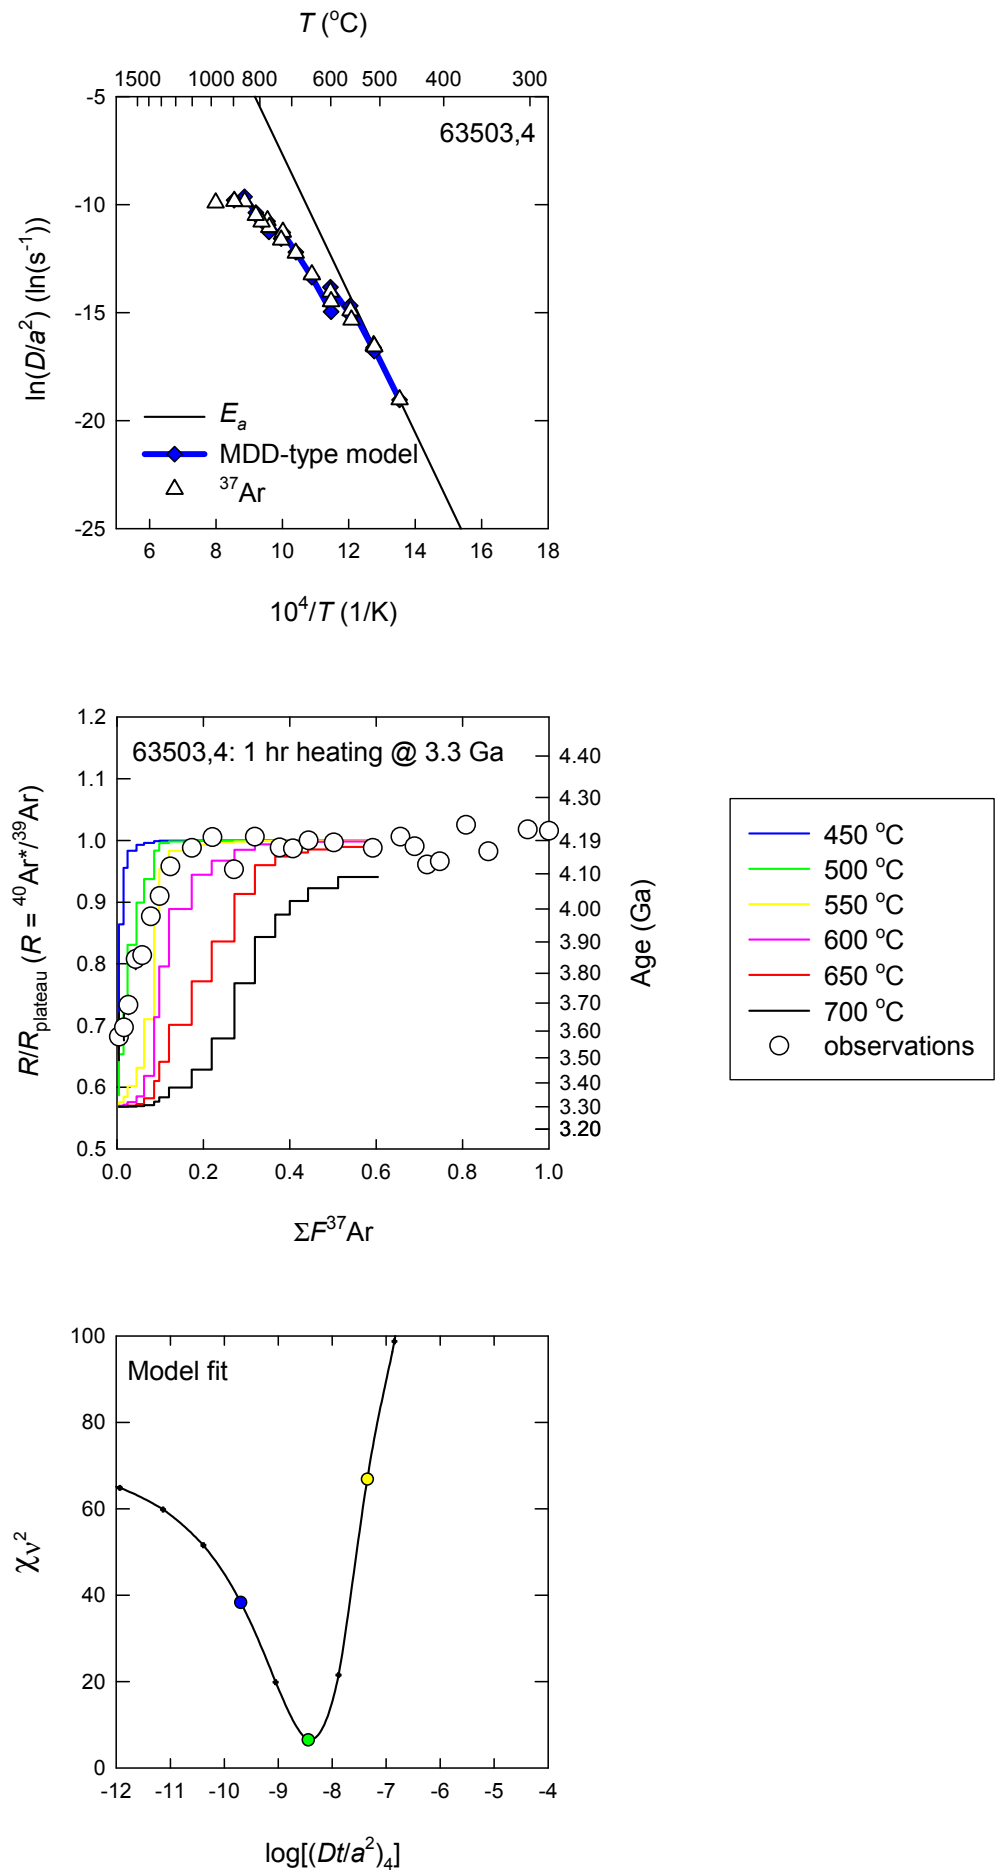 T (°C)
1500 1000 800 600 500 400 300
-5
-10
-15
-20
-25
ln(D/a²) (ln(s⁻¹))
63503,4
Eₐ
MDD-type model
³⁷Ar
6 8 10 12 14 16 18
10⁴/T (1/K)
1.2
1.1
1.0
0.9
0.8
0.7
0.6
0.5
R/R_plateau (R = ⁴⁰Ar*/³⁹Ar)
63503,4: 1 hr heating @ 3.3 Ga
4.40
4.30
4.19
4.10
4.00
3.90
3.80
3.70
3.60
3.50
3.40
3.30
3.20
Age (Ga)
0.0 0.2 0.4 0.6 0.8 1.0
ΣF³⁷Ar
450 °C
500 °C
550 °C
600 °C
650 °C
700 °C
observations
100
80
60
40
20
0
χν²
Model fit
-12 -11 -10 -9 -8 -7 -6 -5 -4
log[(Dt/a²)₄]